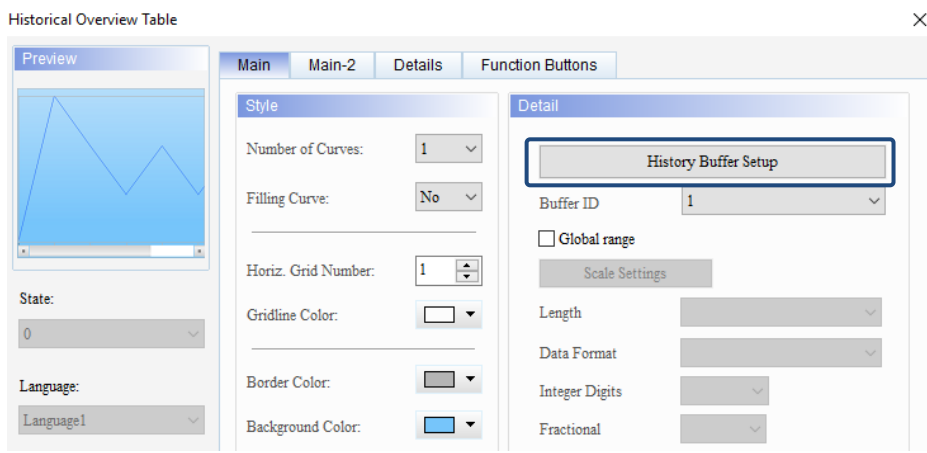 Historical Overview Table
Preview
State:
0
Language:
Language1
Main Main-2 Details Function Buttons
Style
Number of Curves: 1
Filling Curve: No
Horiz. Grid Number: 1
Gridline Color:
Border Color:
Background Color:
Detail
History Buffer Setup
Buffer ID 1
Global range
Scale Settings
Length
Data Format
Integer Digits
Fractional